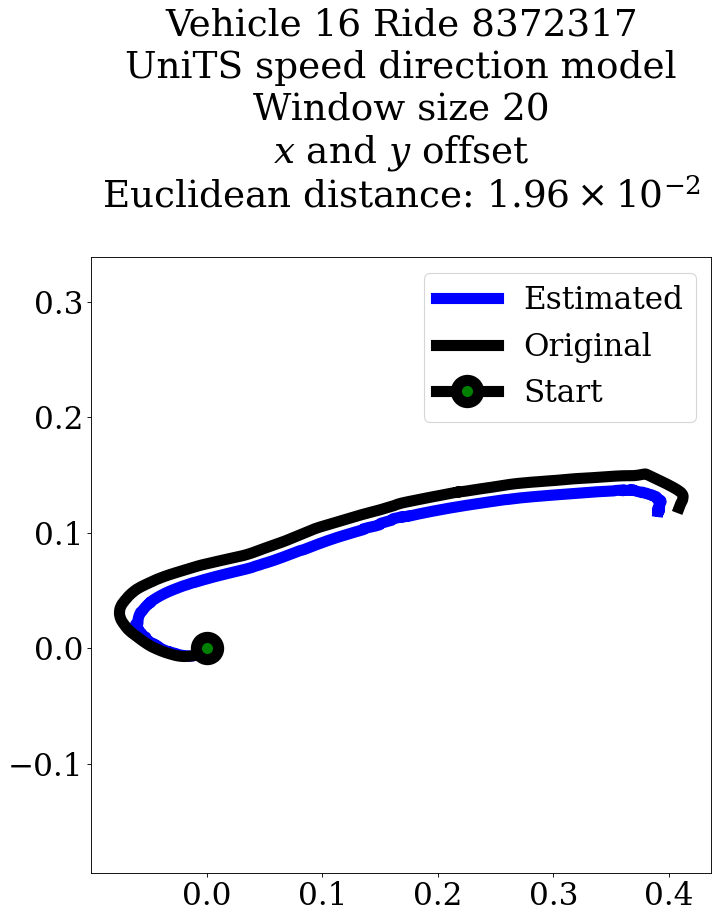 Vehicle 16 Ride 8372317
UniTS speed direction model
Window size 20
x and y offset
Euclidean distance: 1.96 × 10⁻²
Estimated
Original
Start
0.3
0.2
0.1
0.0
−0.1
0.0 0.1 0.2 0.3 0.4